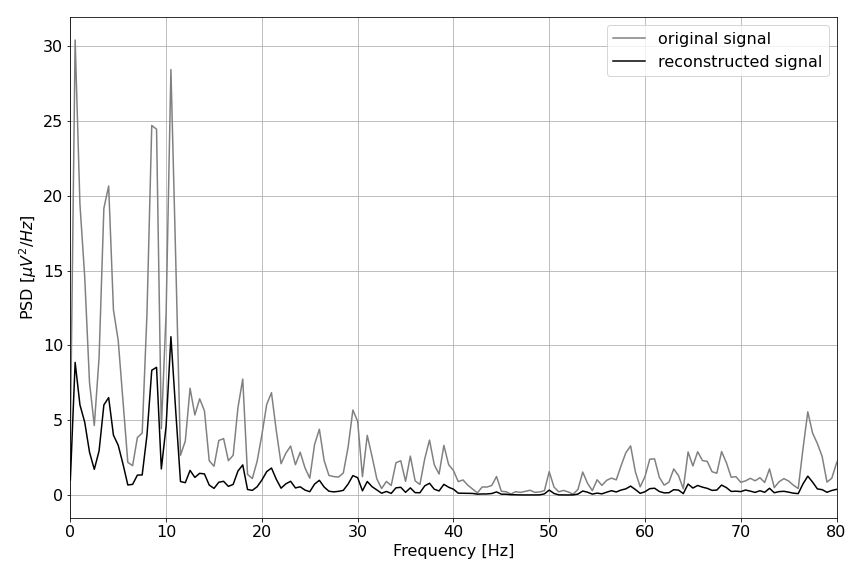 original signal
reconstructed signal
30
25
20
15
10
5
0
PSD [μV²/Hz]
0 10 20 30 40 50 60 70 80
Frequency [Hz]